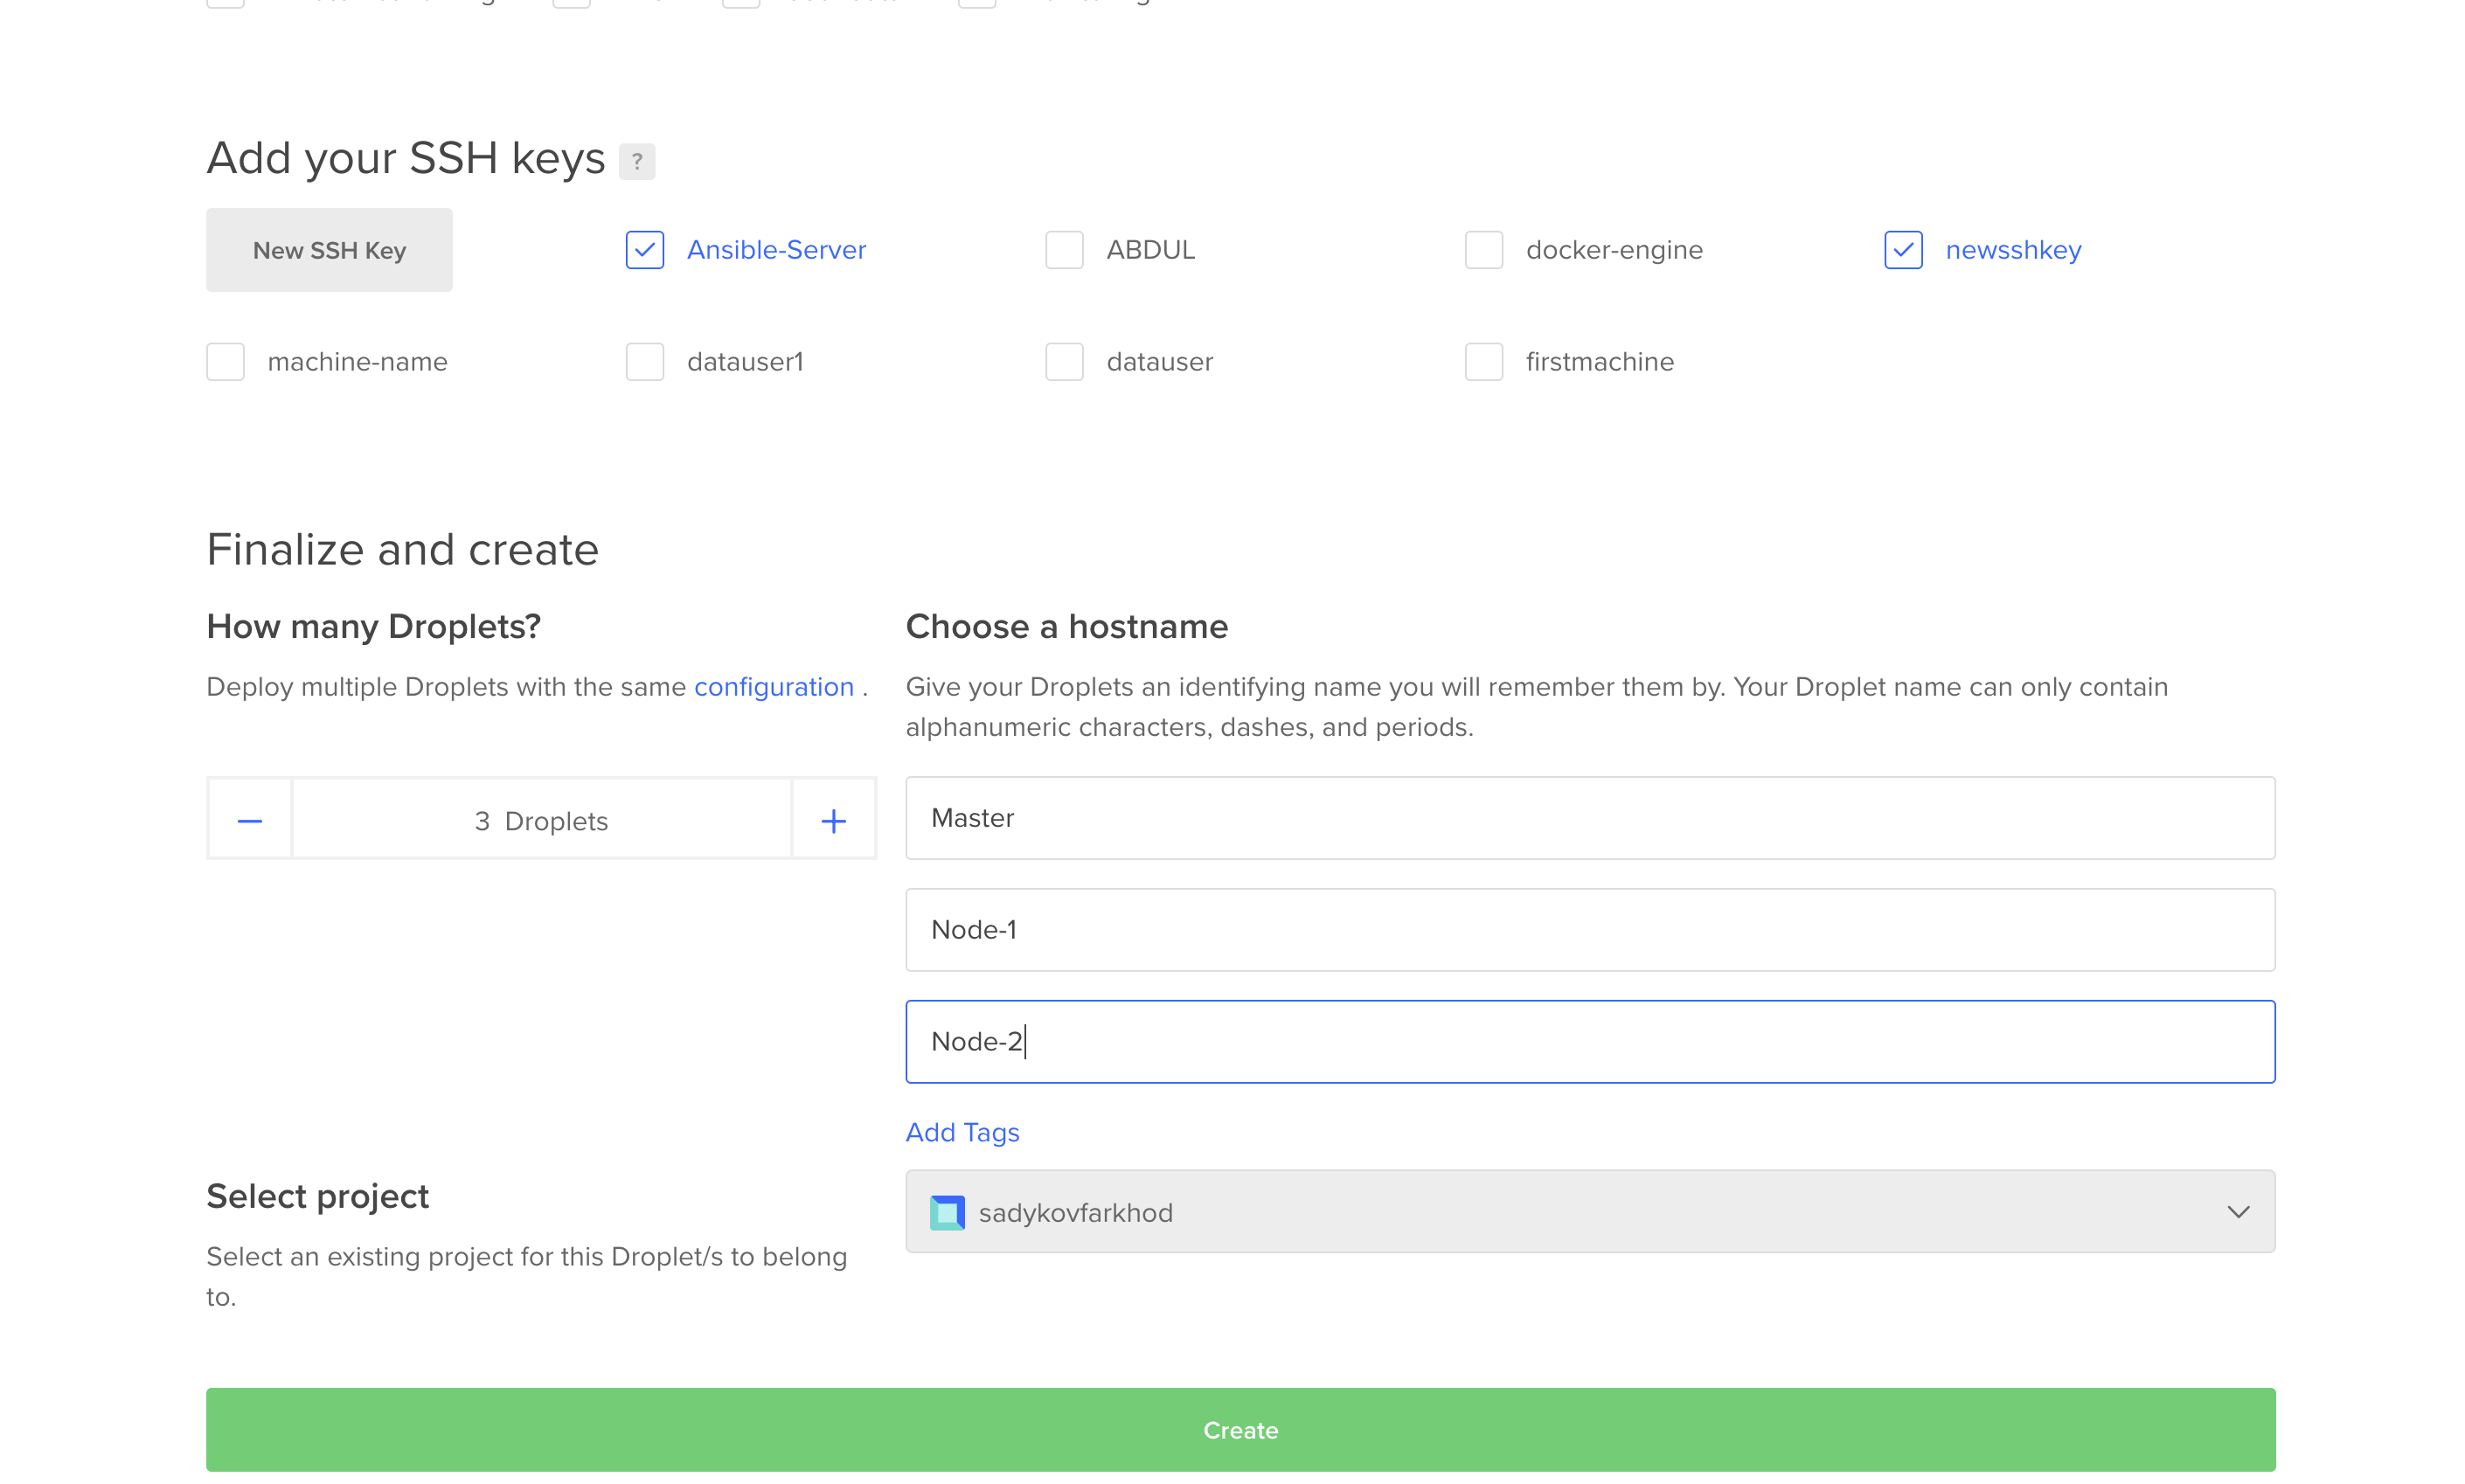 Add your SSH keys ?
New SSH Key
Ansible-Server
ABDUL
docker-engine
newsshkey
machine-name
datauser1
datauser
firstmachine
Finalize and create
How many Droplets?
Deploy multiple Droplets with the same configuration .
3 Droplets
Choose a hostname
Give your Droplets an identifying name you will remember them by. Your Droplet name can only contain
alphanumeric characters, dashes, and periods.
Master
Node-1
Node-2
Add Tags
Select project
Select an existing project for this Droplet/s to belong
to.
sadykovfarkhod
Create